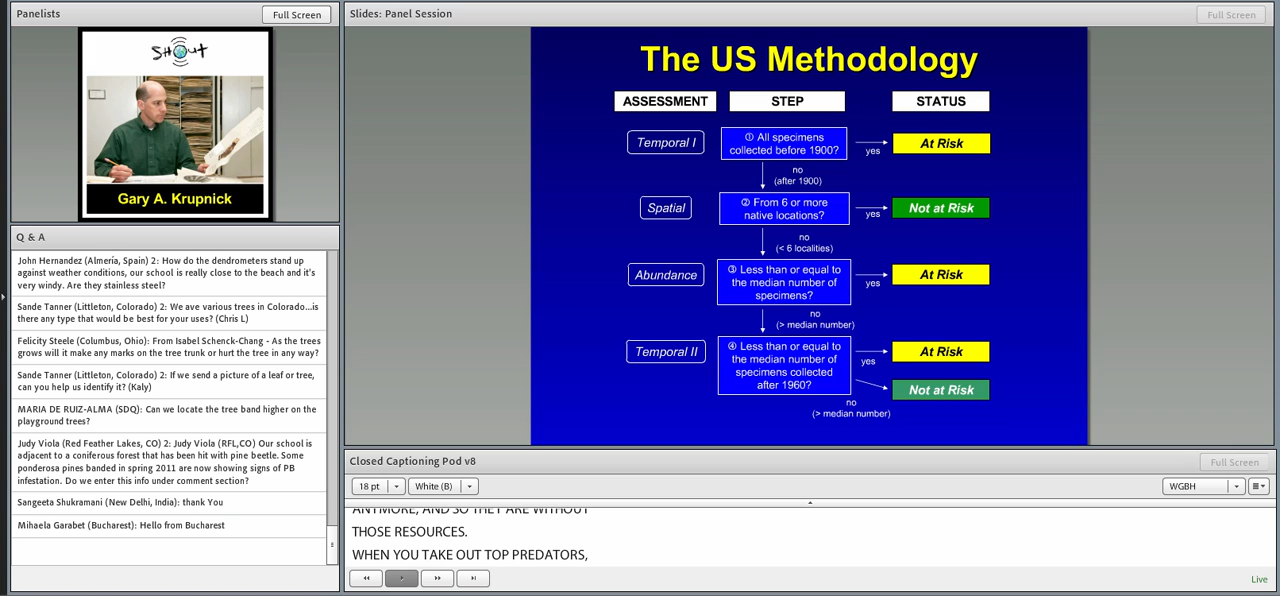 Panelists
Full Screen
SHOUT
Gary A. Krupnick
Q & A
John Hernandez (Almería, Spain) 2: How do the dendrometers stand up
against weather conditions, our school is really close to the beach and it's
very windy. Are they stainless steel?
Sande Tanner (Littleton, Colorado) 2: We ave various trees in Colorado...is
there any type that would be best for your uses? (Chris L)
Felicity Steele (Columbus, Ohio): From Isabel Schenck-Chang - As the trees
grows will it make any marks on the tree trunk or hurt the tree in any way?
Sande Tanner (Littleton, Colorado) 2: If we send a picture of a leaf or tree,
can you help us identify it? (Kaly)
MARIA DE RUIZ-ALMA (SDQ): Can we locate the tree band higher on the
playground trees?
Judy Viola (Red Feather Lakes, CO) 2: Judy Viola (RFL,CO) Our school is
adjacent to a coniferous forest that has been hit with pine beetle. Some
ponderosa pines banded in spring 2011 are now showing signs of PB
infestation. Do we enter this info under comment section?
Sangeeta Shukramani (New Delhi, India): thank You
Mihaela Garabet (Bucharest): Hello from Bucharest
Slides: Panel Session
Full Screen
The US Methodology
ASSESSMENT STEP STATUS
Temporal I
① All specimens
collected before 1900?
yes
At Risk
no
(after 1900)
Spatial
② From 6 or more
native locations?
yes
Not at Risk
no
(< 6 localities)
Abundance
③ Less than or equal to
the median number of
specimens?
yes
At Risk
no
(> median number)
Temporal II
④ Less than or equal to
the median number of
specimens collected
after 1960?
yes
At Risk
Not at Risk
no
(> median number)
Closed Captioning Pod v8
Full Screen
18 pt
White (B)
WGBH
ANYMORE, AND SO THEY ARE WITHOUT
THOSE RESOURCES.
WHEN YOU TAKE OUT TOP PREDATORS,
Live